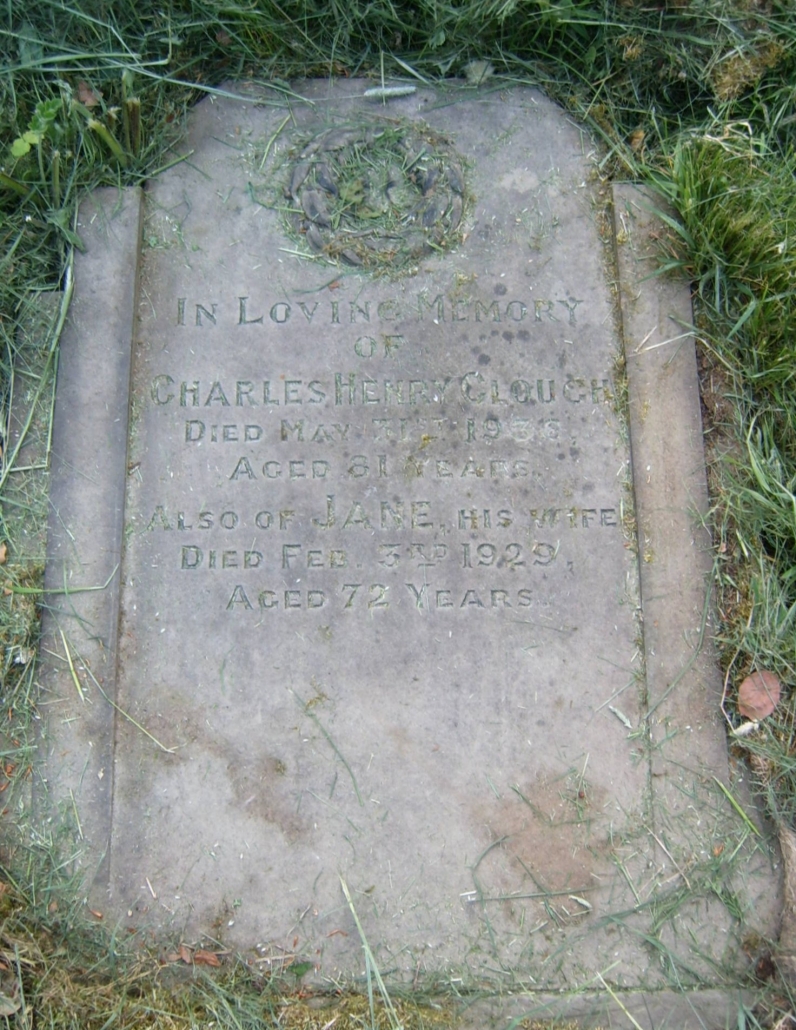 IN LOVING MEMORY
OF
CHARLES HENRY CLOUGH
DIED MAY 31ST
AGED 81 YEARS.
ALSO OF JANE, HIS WIFE
DIED FEB. 3RD 1929,
AGED 72 YEARS.